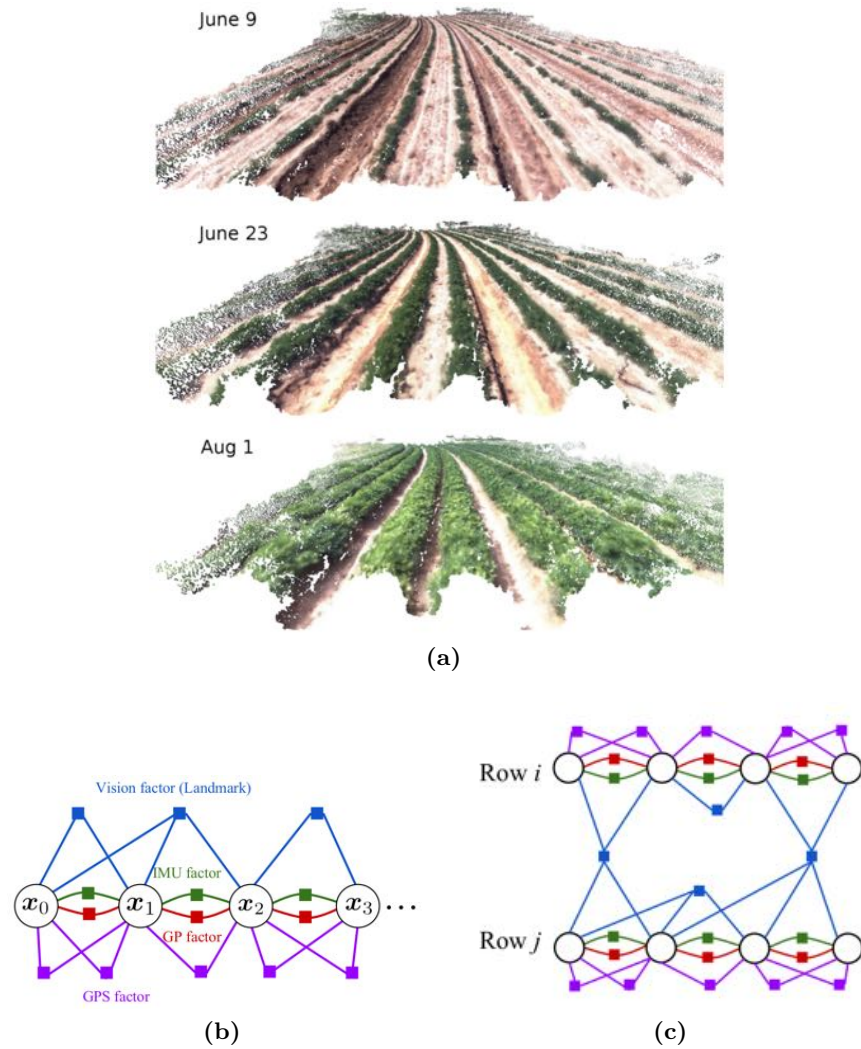 June 9
June 23
Aug 1
(a)
Vision factor (Landmark)
IMU factor
x0 x1 x2 x3 ...
GP factor
GPS factor
(b)
Row i
Row j
(c)